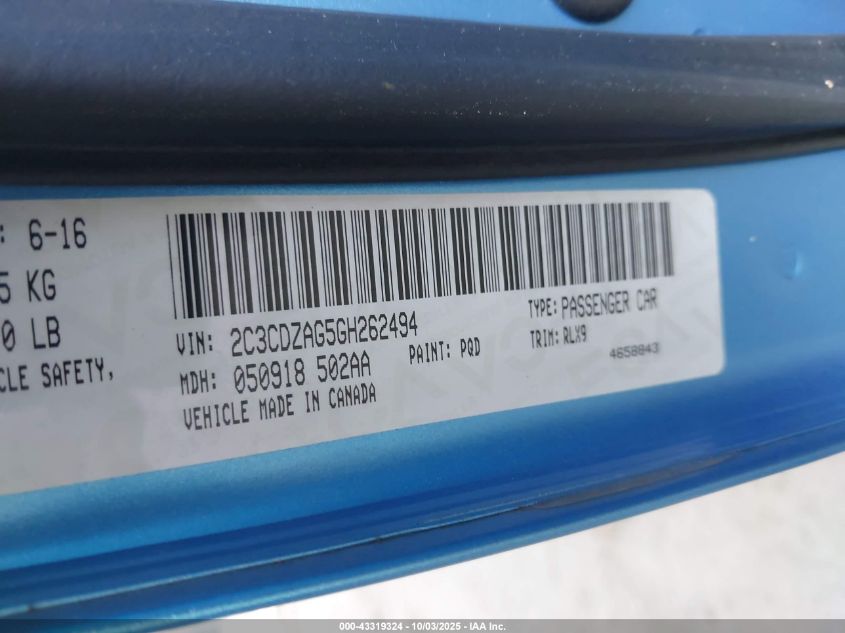 : 6-16
5 KG
0 LB
CLE SAFETY,
VIN: 2C3CDZAG5GH262494
MDH: 050918 502AA
VEHICLE MADE IN CANADA
PAINT: PQD
TYPE: PASSENGER CAR
TRIM: RLX9
4658843
000-43319324 | 10/03/2025 - IAA Inc.